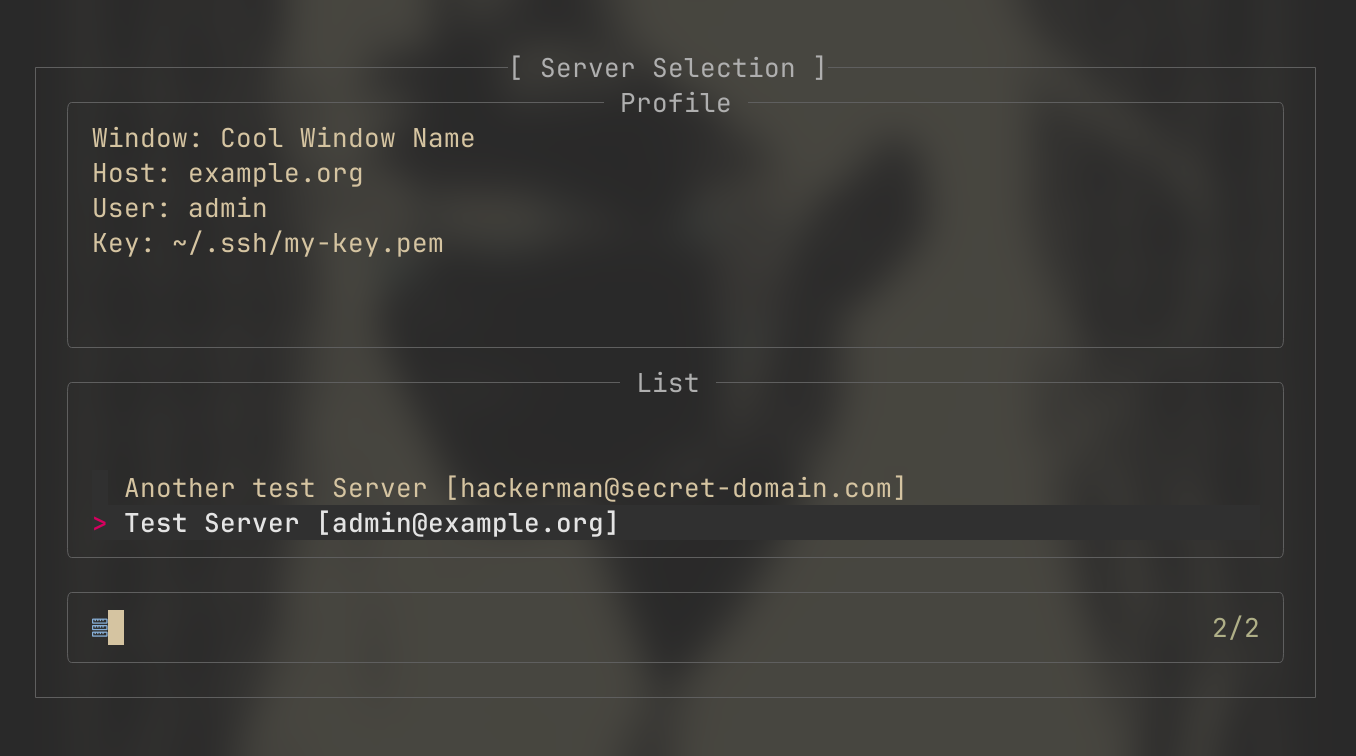 [ Server Selection ]
Profile
Window: Cool Window Name
Host: example.org
User: admin
Key: ~/.ssh/my-key.pem
List
Another test Server [hackerman@secret-domain.com]
> Test Server [admin@example.org]
2/2